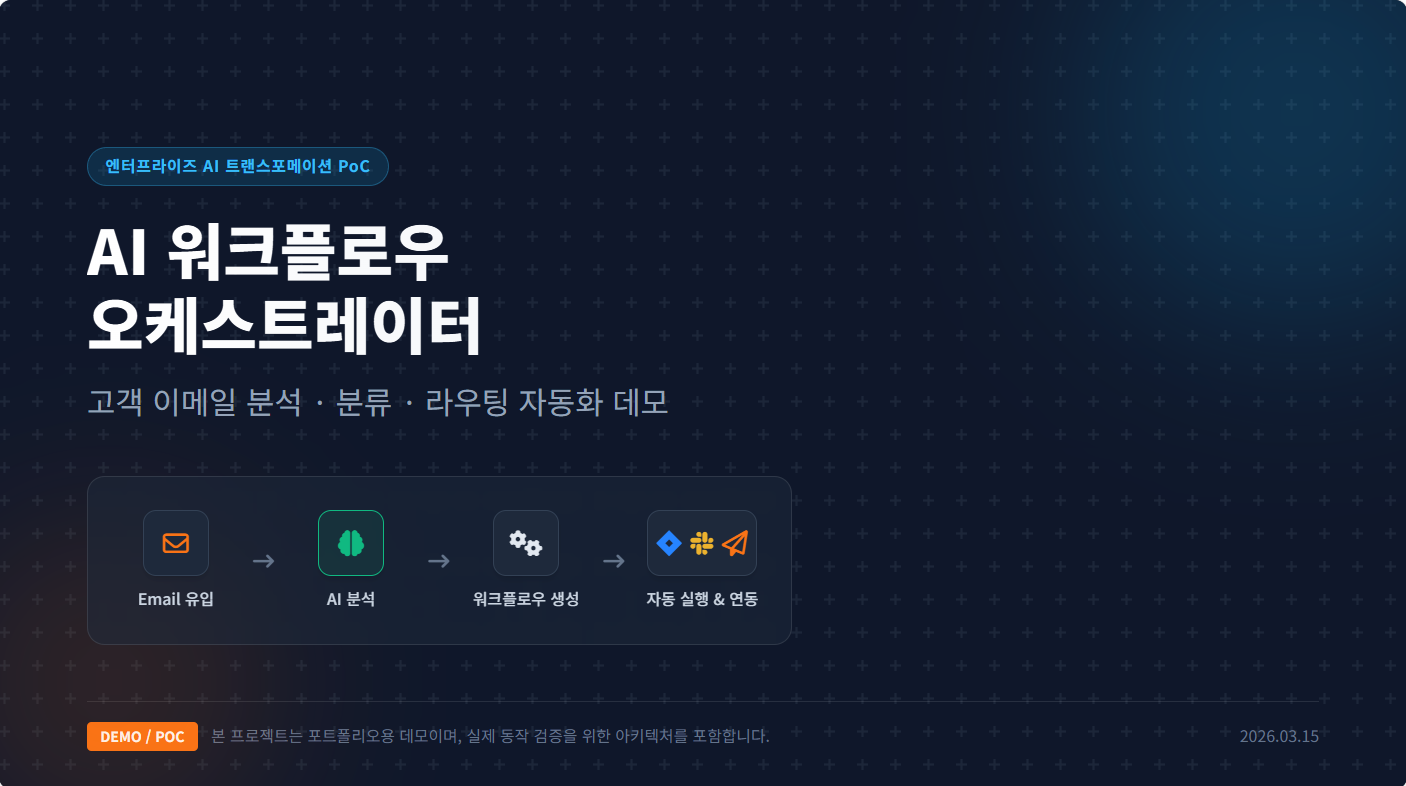 엔터프라이즈 AI 트랜스포메이션 PoC
AI 워크플로우
오케스트레이터
고객 이메일 분석 · 분류 · 라우팅 자동화 데모
Email 유입 → AI 분석 → 워크플로우 생성 → 자동 실행 & 연동
DEMO / POC 본 프로젝트는 포트폴리오용 데모이며, 실제 동작 검증을 위한 아키텍처를 포함합니다. 2026.03.15